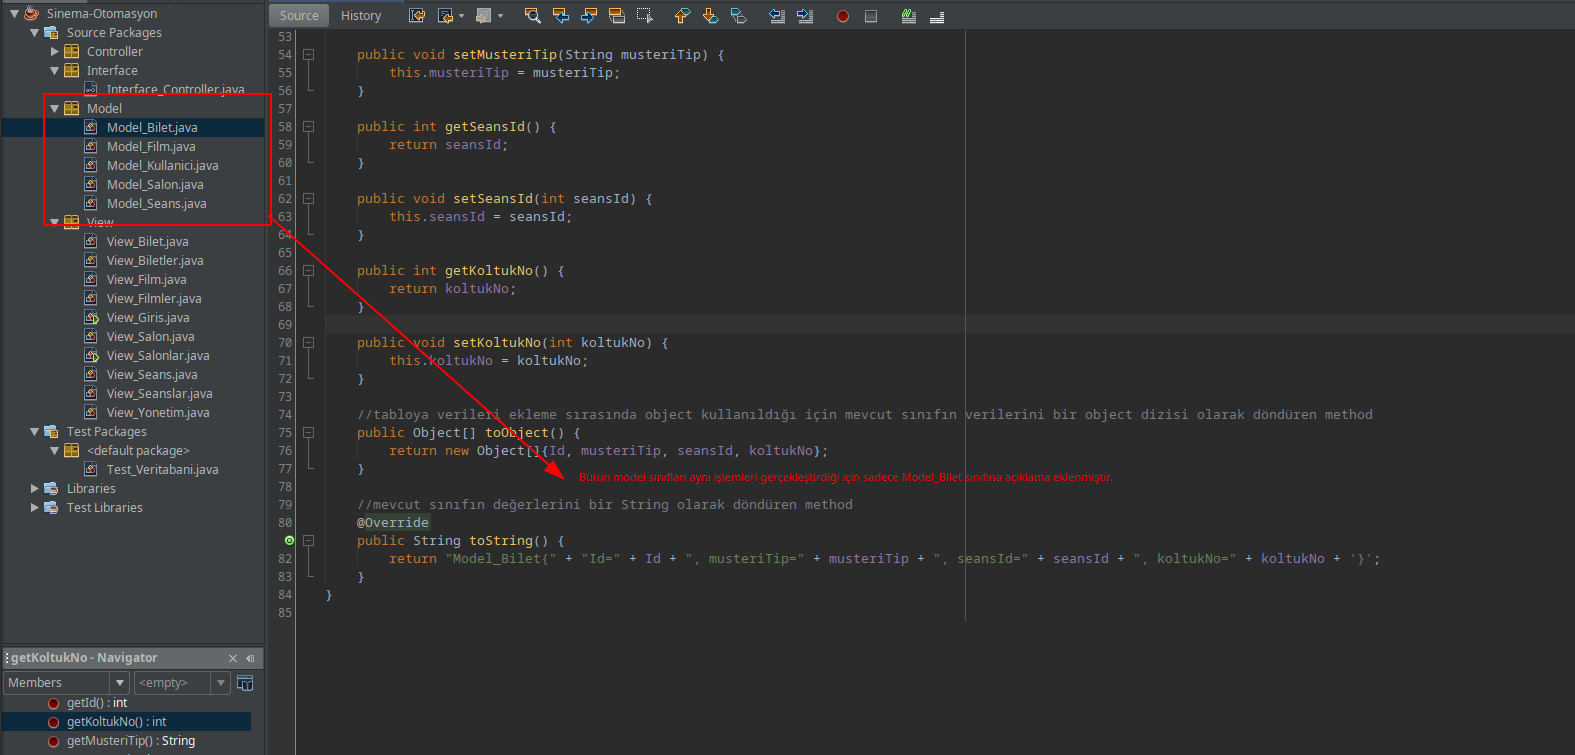 Sinema-Otomasyon
Source Packages
Controller
Interface
Interface_Controller.java
Model
Model_Bilet.java
Model_Film.java
Model_Kullanici.java
Model_Salon.java
Model_Seans.java
View
View_Bilet.java
View_Biletler.java
View_Film.java
View_Filmler.java
View_Giris.java
View_Salon.java
View_Salonlar.java
View_Seans.java
View_Seanslar.java
View_Yonetim.java
Test Packages
<default package>
Test_Veritabani.java
Libraries
Test Libraries
getKoltukNo - Navigator
Members <empty>
getId() : int
getKoltukNo() : int
getMusteriTip() : String
Source History
53
54 public void setMusteriTip(String musteriTip) {
55 this.musteriTip = musteriTip;
56 }
57
58 public int getSeansId() {
59 return seansId;
60 }
61
62 public void setSeansId(int seansId) {
63 this.seansId = seansId;
64 }
65
66 public int getKoltukNo() {
67 return koltukNo;
68 }
69
70 public void setKoltukNo(int koltukNo) {
71 this.koltukNo = koltukNo;
72 }
73
74 //tabloya verileri ekleme sırasında object kullanıldığı için mevcut sınıfın verilerini bir object dizisi olarak döndüren method
75 public Object[] toObject() {
76 return new Object[]{Id, musteriTip, seansId, koltukNo};
77 }
Bütün model sınıfları aynı işlemleri gerçekleştirdiği için sadece Model_Bilet sınıfına açıklama eklenmiştir.
78
79 //mevcut sınıfın değerlerini bir String olarak döndüren method
80 @Override
public String toString() {
82 return "Model_Bilet{" + "Id=" + Id + ", musteriTip=" + musteriTip + ", seansId=" + seansId + ", koltukNo=" + koltukNo + '}';
83 }
84 }
85